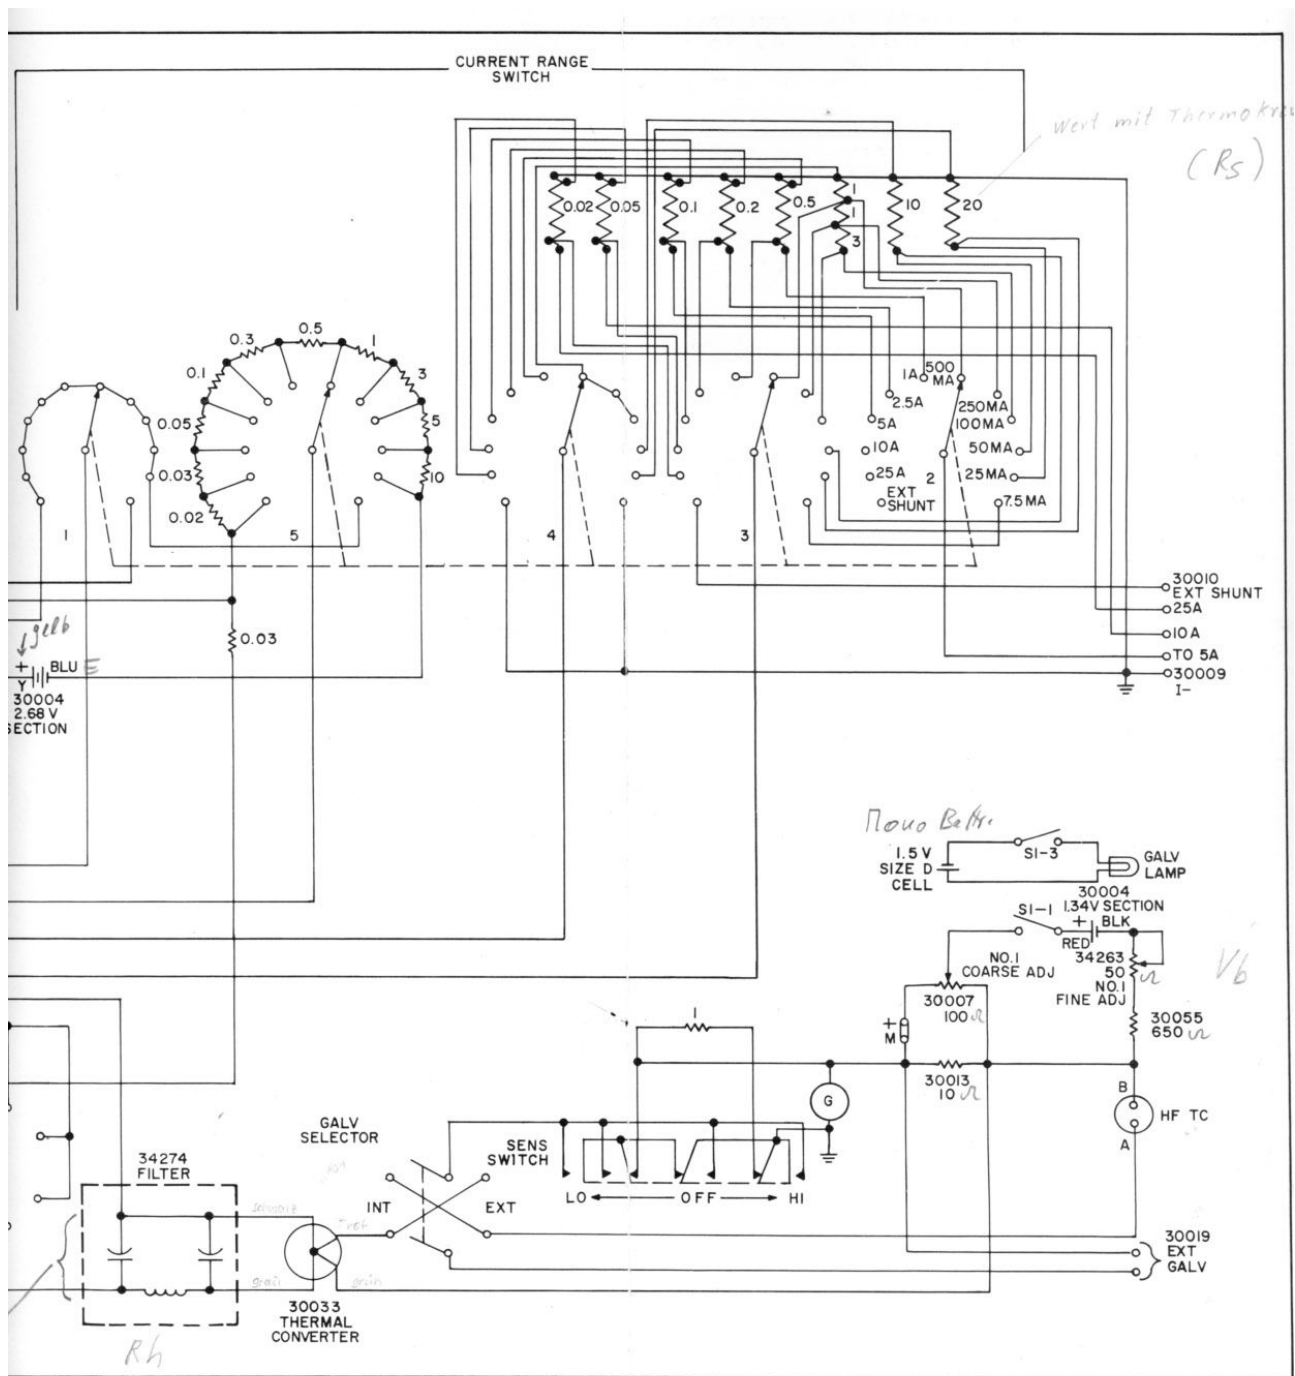 CURRENT RANGE
SWITCH
Wert mit Thermokreu
(Rs)
0.02
0.05
0.1
0.2
0.5
1
1
3
10
20
0.5
0.3
1
0.1
3
0.05
5
0.03
10
0.02
1
5
4
3
2
1A
500
MA
2.5A
250MA
5A
100MA
10A
50MA
25A
25MA
EXT
SHUNT
7.5MA
30010
EXT SHUNT
25A
10A
TO 5A
30009
I-
0.03
gelb
+
BLU
Y
30004
2.68 V
SECTION
Mono Battr.
1.5 V
SIZE D
CELL
S1-3
GALV
LAMP
30004
1.34V SECTION
S1-1
+
BLK
RED
NO.1
COARSE ADJ
34263
50 Ω
NO.1
FINE ADJ
Vb
30007
100 Ω
30055
650 Ω
1
+
M
30013
10 Ω
G
B
HF TC
A
GALV
SELECTOR
SENS
SWITCH
LO
OFF
HI
INT
EXT
34274
FILTER
schwarz
rot
grün
30033
THERMAL
CONVERTER
30019
EXT
GALV
Rh